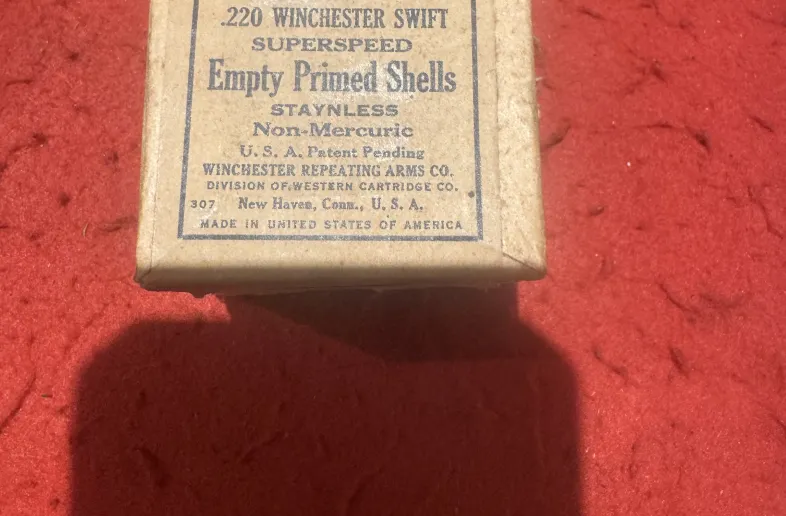 .220 WINCHESTER SWIFT
SUPERSPEED
Empty Primed Shells
STAYNLESS
Non-Mercuric
U. S. A. Patent Pending
WINCHESTER REPEATING ARMS CO.
DIVISION OF WESTERN CARTRIDGE CO.
307 New Haven, Conn., U. S. A.
MADE IN UNITED STATES OF AMERICA